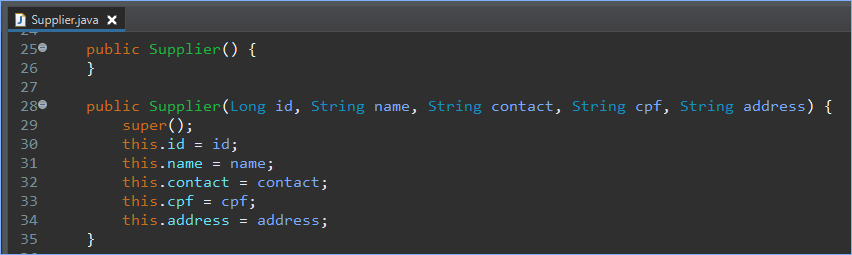 Supplier.java
24
25 public Supplier() {
26 }
27
28 public Supplier(Long id, String name, String contact, String cpf, String address) {
29 super();
30 this.id = id;
31 this.name = name;
32 this.contact = contact;
33 this.cpf = cpf;
34 this.address = address;
35 }